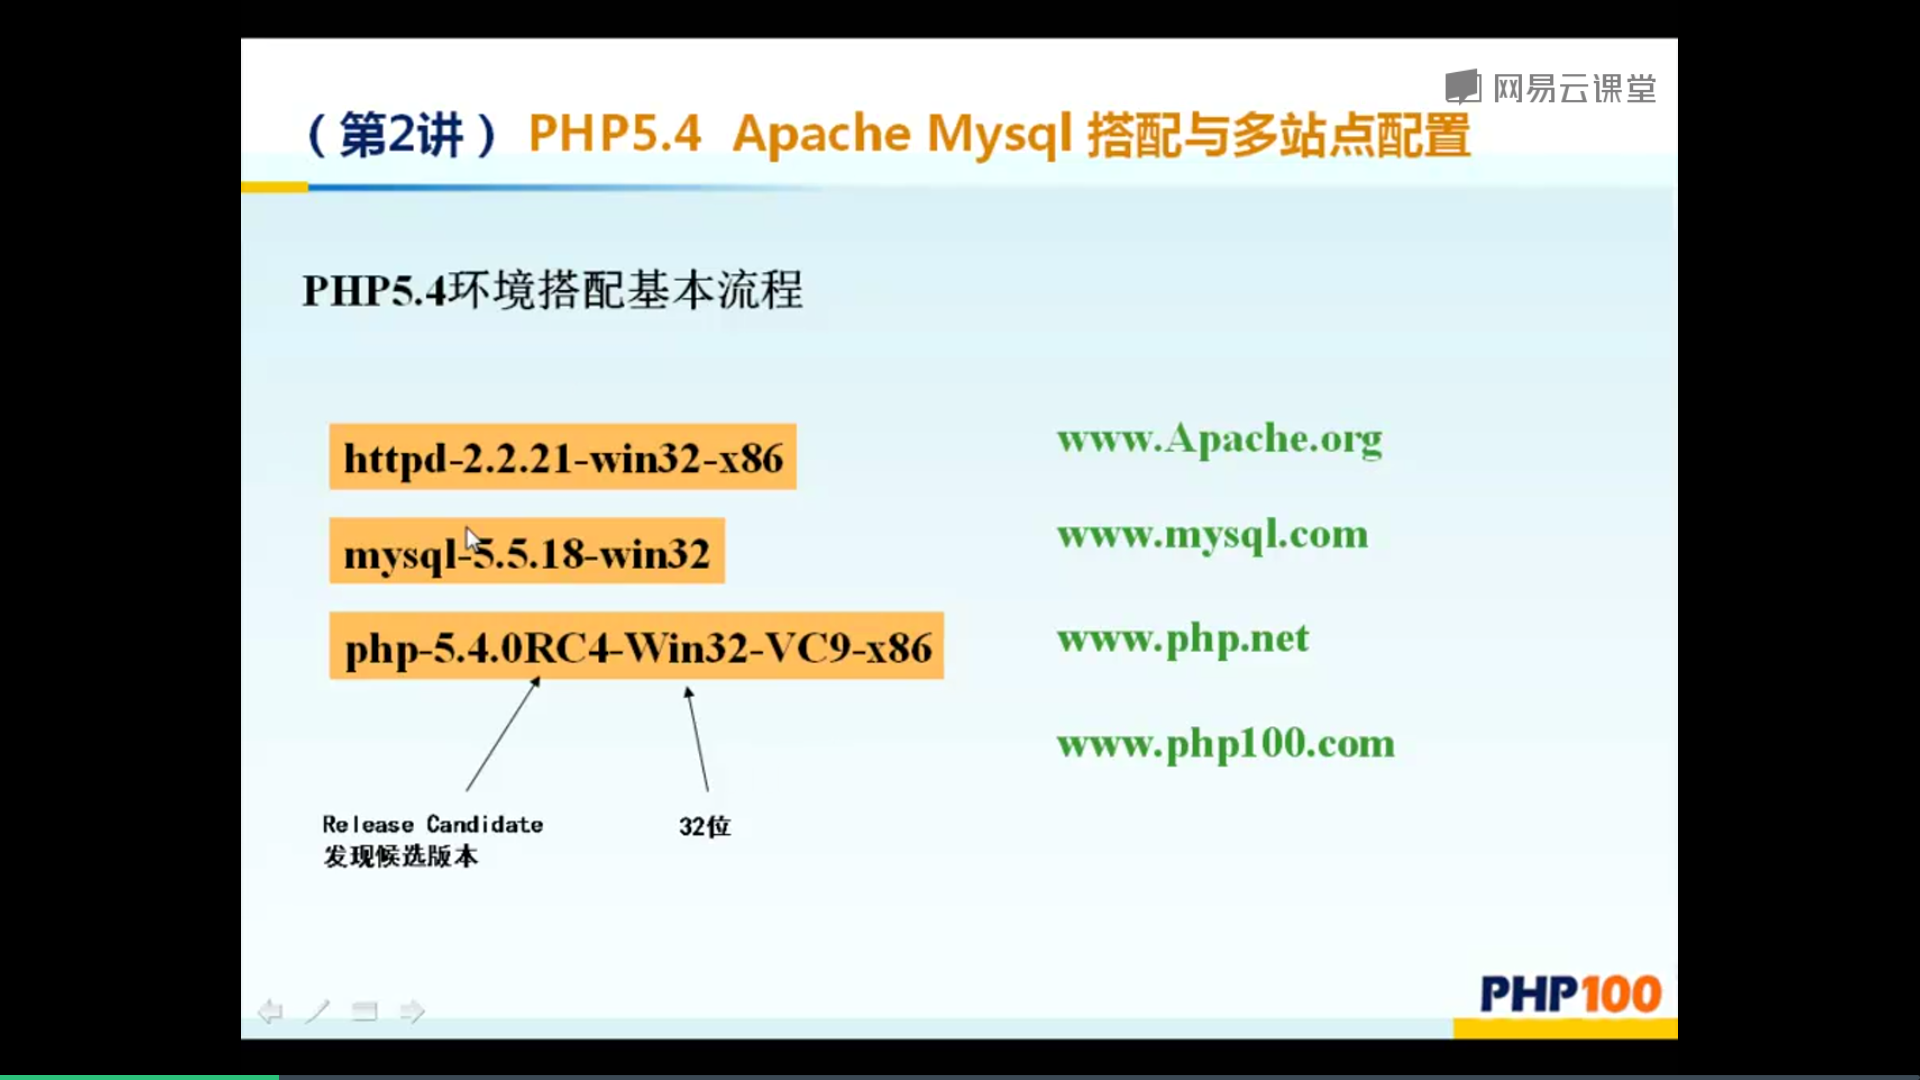 网易云课堂
（第2讲） PHP5.4 Apache Mysql 搭配与多站点配置
PHP5.4环境搭配基本流程
httpd-2.2.21-win32-x86
www.Apache.org
mysql-5.5.18-win32
www.mysql.com
php-5.4.0RC4-Win32-VC9-x86
www.php.net
www.php100.com
Release Candidate
发现候选版本
32位
PHP100